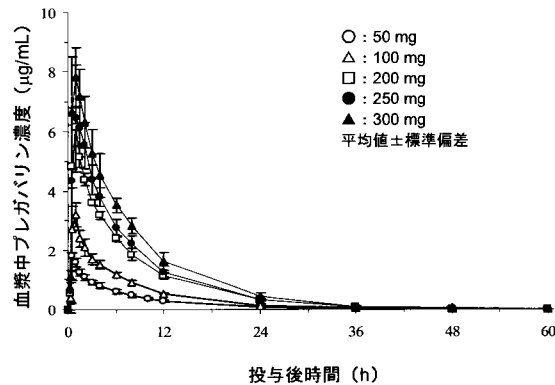 血漿中プレガバリン濃度 (μg/mL)
10
8
6
4
2
0
○ : 50 mg
△ : 100 mg
□ : 200 mg
● : 250 mg
▲ : 300 mg
平均値±標準偏差
0 12 24 36 48 60
投与後時間 (h)